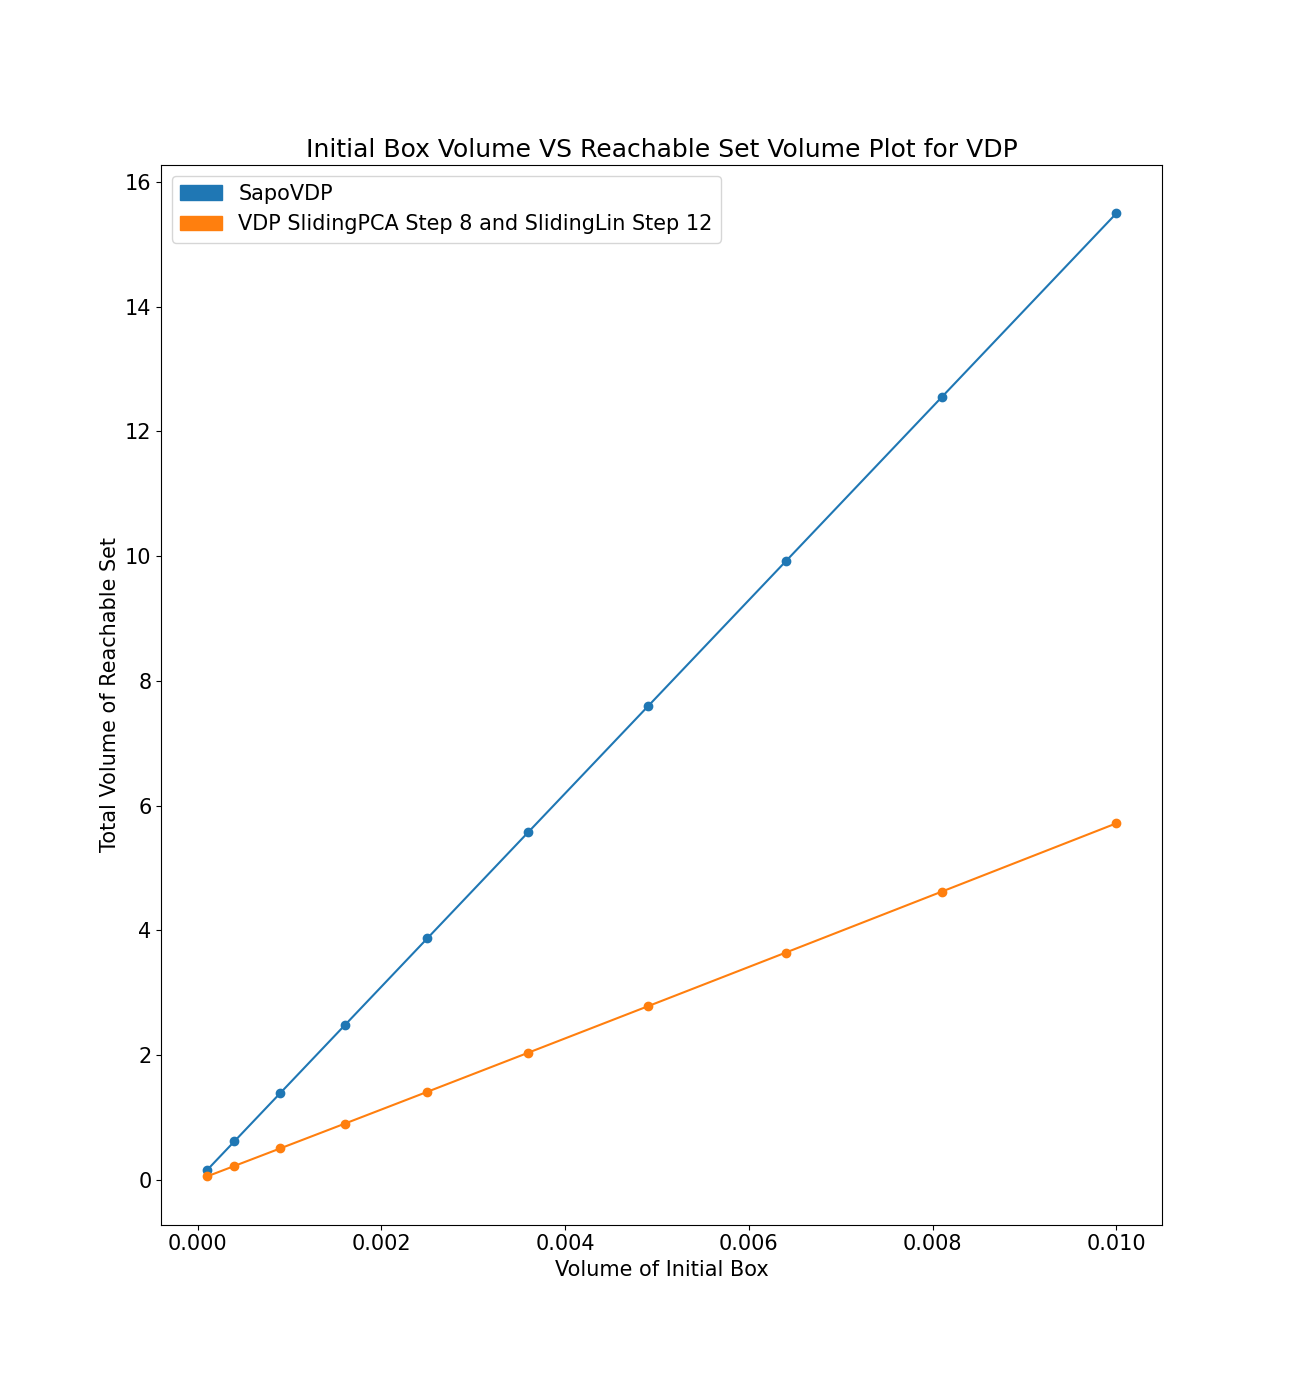 Initial Box Volume VS Reachable Set Volume Plot for VDP
SapoVDP
VDP SlidingPCA Step 8 and SlidingLin Step 12
16
14
12
10
8
6
4
2
0
Total Volume of Reachable Set
0.000 0.002 0.004 0.006 0.008 0.010
Volume of Initial Box